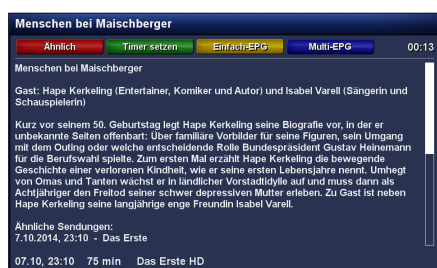 Menschen bei Maischberger
Ähnlich Timer setzen Einfach-EPG Multi-EPG 00:13
Menschen bei Maischberger
Gast: Hape Kerkeling (Entertainer, Komiker und Autor) und Isabel Varell (Sängerin und
Schauspielerin)
Kurz vor seinem 50. Geburtstag legt Hape Kerkeling seine Biografie vor, in der er
unbekannte Seiten offenbart: Über familiäre Vorbilder für seine Figuren, sein Umgang
mit dem Outing oder welche entscheidende Rolle Bundespräsident Gustav Heinemann
für die Berufswahl spielte. Zum ersten Mal erzählt Hape Kerkeling die bewegende
Geschichte einer verlorenen Kindheit, wie er seine ersten Lebensjahre nennt. Umhegt
von Omas und Tanten wächst er in ländlicher Vorstadtidylle auf und muss dann als
Achtjähriger den Freitod seiner schwer depressiven Mutter erleben. Zu Gast ist neben
Hape Kerkeling seine langjährige enge Freundin Isabel Varell.
Ähnliche Sendungen:
7.10.2014, 23:10 - Das Erste
07.10, 23:10 75 min Das Erste HD